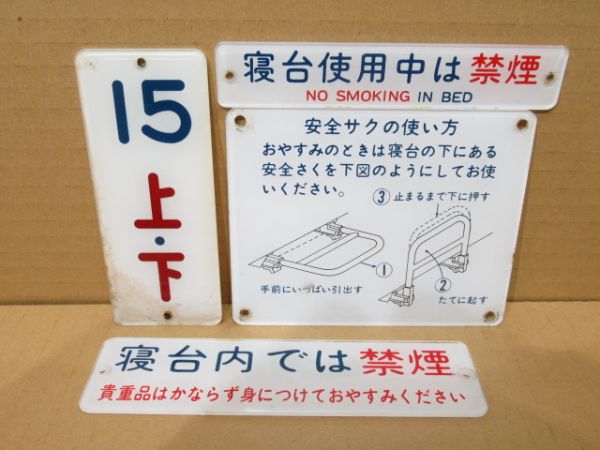 15
上・下
寝台使用中は禁煙
NO SMOKING IN BED
安全サクの使い方
おやすみのときは寝台の下にある
安全さくを下図のようにしてお使
いください。
③ 止まるまで下に押す
①
手前にいっぱい引出す
②
たてに起す
寝台内では禁煙
貴重品はかならず身につけておやすみください